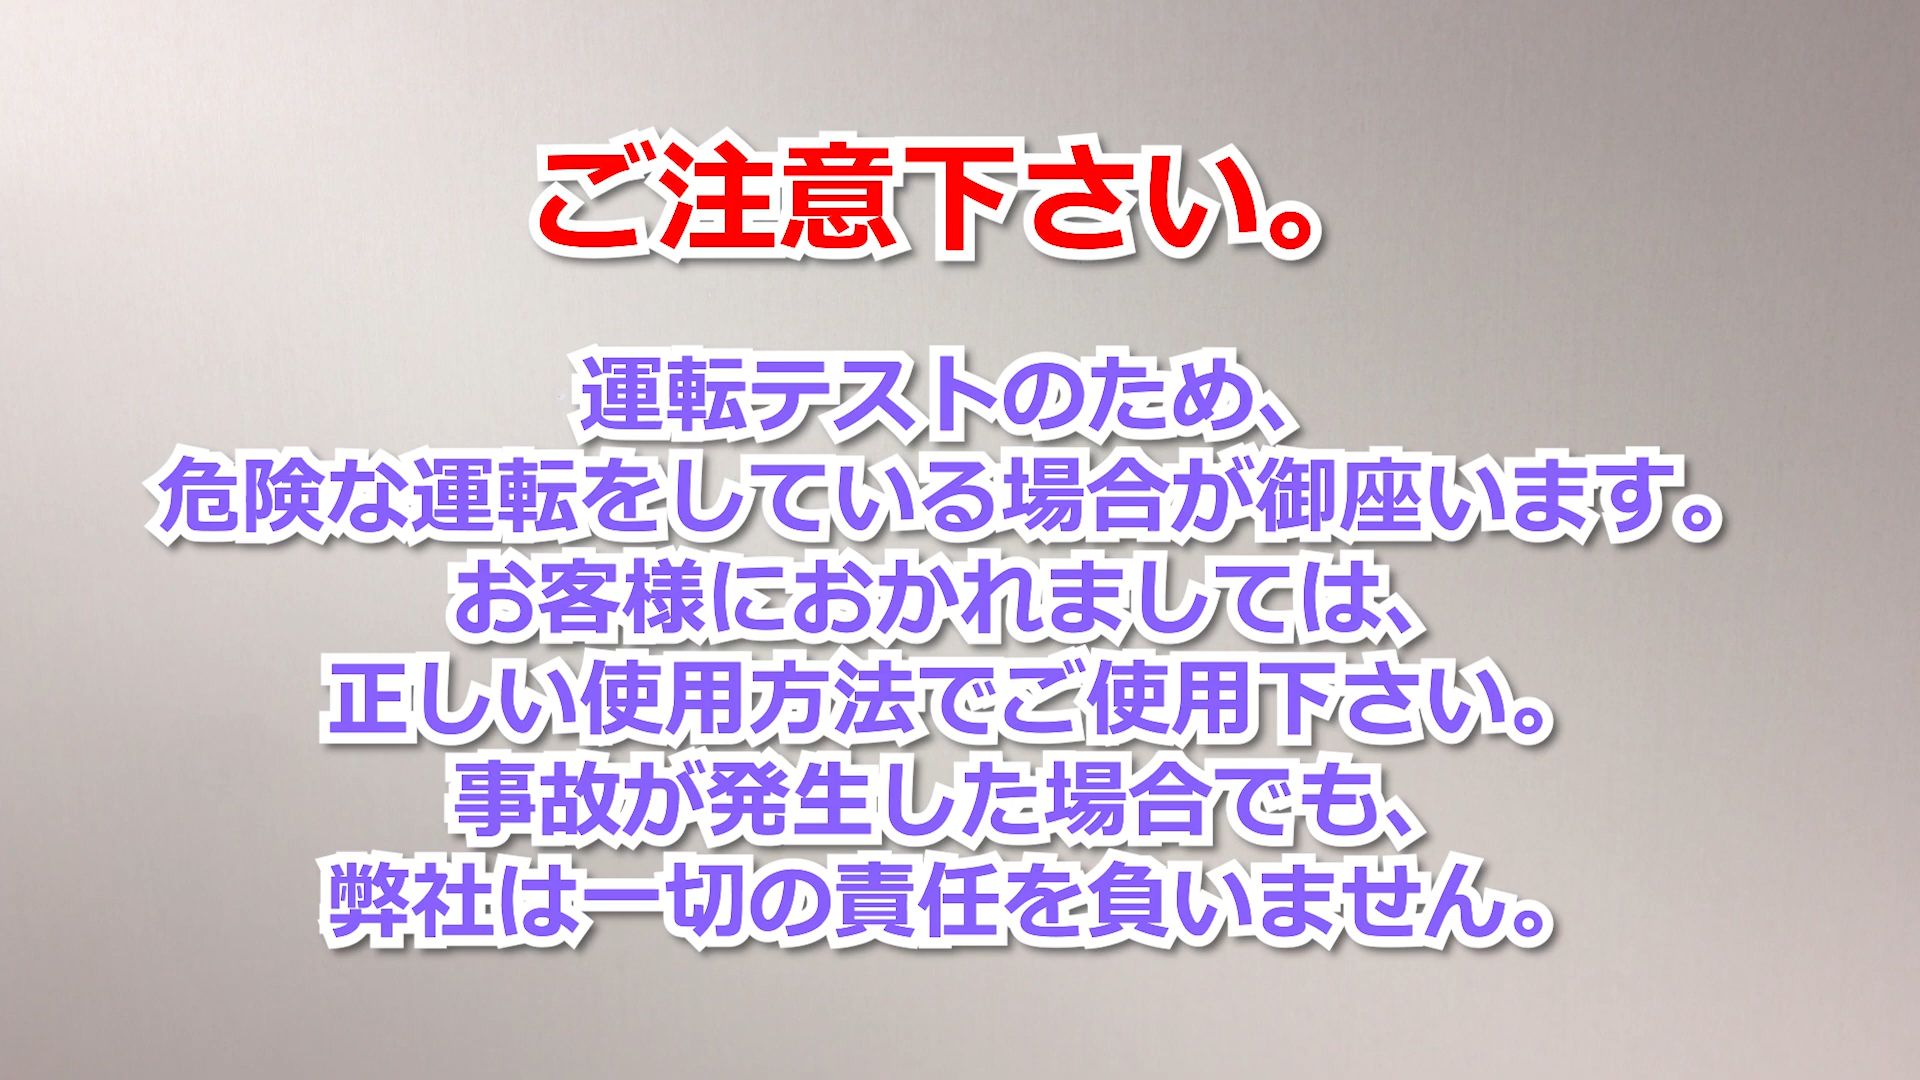 ご注意下さい。
運転テストのため、
危険な運転をしている場合が御座います。
お客様におかれましては、
正しい使用方法でご使用下さい。
事故が発生した場合でも、
弊社は一切の責任を負いません。